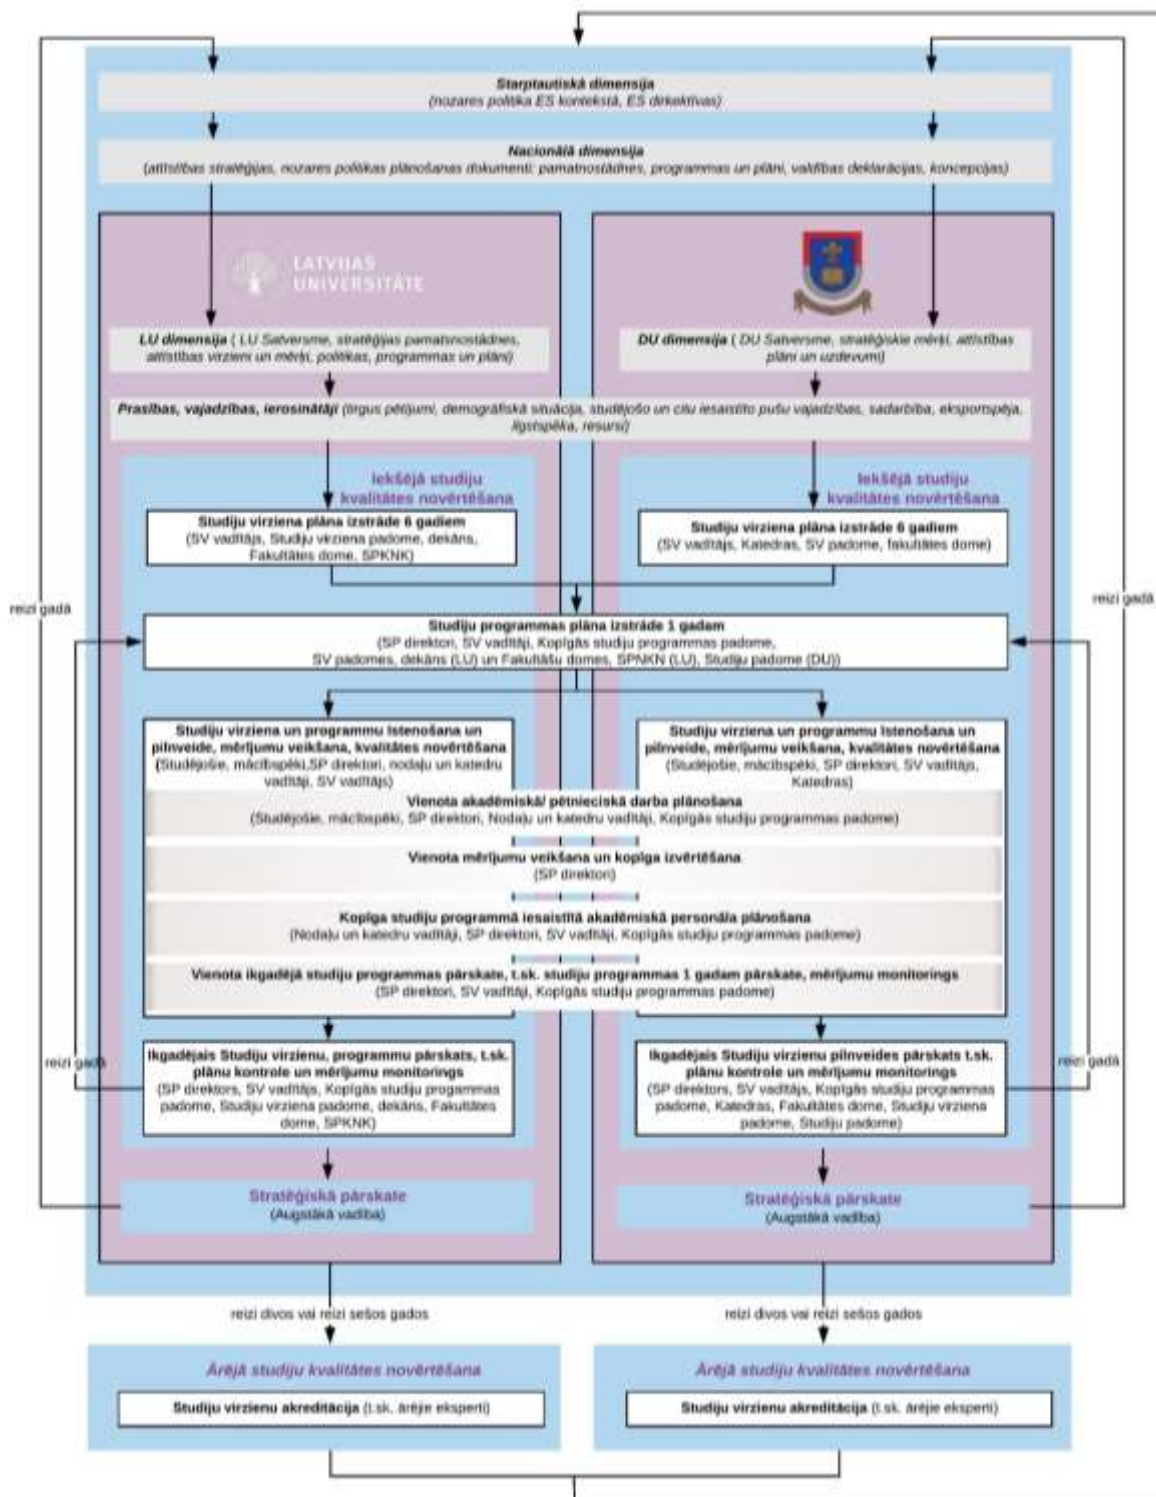 Starptautiskā dimensija
(nozares politika ES kontekstā, ES dirkektīvas)
Nacionālā dimensija
(attīstības stratēģijas, nozares politikas plānošanas dokumenti: pamatnostādnes, programmas un plāni, valdības deklarācijas, koncepcijas)
LATVIJAS
UNIVERSITĀTE
LU dimensija ( LU Satversme, stratēģijas pamatsnostādnes,
attīstības virzieni un mērķi, politikas, programmas un plāni)
DU dimensija ( DU Satversme, stratēģiskie mērķi, attīstības
plāni un uzdevumi)
Prasības, vajadzības, ierosinātāji (tirgus pētījumi, demogrāfiskā situācija, studējošo un citu iesaistīto pušu vajadzības, sadarbība, eksportspēja,
ilgstspēka, resursi)
Iekšējā studiju
kvalitātes novērtēšana
Studiju virziena plāna izstrāde 6 gadiem
(SV vadītājs, Studiju virziena padome, dekāns,
Fakultātes dome, SPKNK)
Iekšējā studiju
kvalitātes novērtēšana
Studiju virziena plāna izstrāde 6 gadiem
(SV vadītājs, Katedras, SV padome, fakultātes dome)
reizi gadā
reizi gadā
Studiju programmas plāna izstrāde 1 gadam
(SP direktori, SV vadītāji, Kopīgās studiju programmas padome,
SV padomes, dekāns (LU) un Fakultāšu domes, SPNKN (LU), Studiju padome (DU))
Studiju virziena un programmu īstenošana un
pilnveide, mērījumu veikšana, kvalitātes novērtēšana
(Studējošie, mācībspēki,SP direktori, nodaļu un katedru
vadītāji, SV vadītājs)
Studiju virziena un programmu īstenošana un
pilnveide, mērījumu veikšana, kvalitātes novērtēšana
(Studējošie, mācībspēki, SP direktori, SV vadītājs,
Katedras)
Vienota akadēmiskā/ pētnieciskā darba plānošana
(Studējošie, mācībspēki, SP direktori, Nodaļu un katedru vadītāji, Kopīgās studiju programmas padome)
Vienota mērījumu veikšana un kopīga izvērtēšana
(SP direktori)
Kopīga studiju programmā iesaistītā akadēmiskā personāla plānošana
(Nodaļu un katedru vadītāji, SP direktori, SV vadītāji, Kopīgās studiju programmas padome)
Vienota ikgadējā studiju programmas pārskate, t.sk. studiju programmas 1 gadam pārskate, mērījumu monitorings
(SP direktori, SV vadītāji, Kopīgās studiju programmas padome)
reizi gadā
Ikgadējais Studiju virzienu, programmu pārskats, t.sk.
plānu kontrole un mērījumu monitorings
(SP direktors, SV vadītājs, Kopīgās studiju progammas
padome, Studiju virziena padome, dekāns, Fakultātes
dome, SPKNK)
Ikgadējais Studiju virzienu pilnveides pārskats t.sk.
plānu kontrole un mērījumu monitorings
(SP direktors, SV vadītājs, Kopīgās studiju programmas
padome, Katedras, Fakultātes dome, Studiju virziena
padome, Studiju padome)
reizi gadā
Stratēģiskā pārskate
(Augstākā vadība)
Stratēģiskā pārskate
(Augstākā vadība)
reizi divos vai reizi sešos gados
reizi divos vai reizi sešos gados
Ārējā studiju kvalitātes novērtēšana
Studiju virzienu akreditācija (t.sk. ārējie eksperti)
Ārējā studiju kvalitātes novērtēšana
Studiju virzienu akreditācija (t.sk. ārējie eksperti)